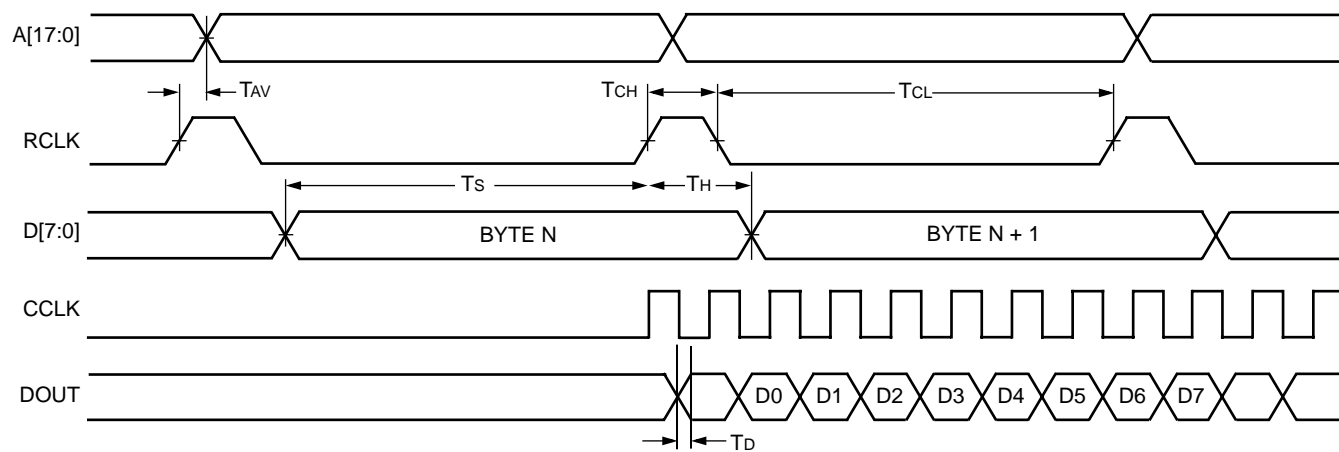 A[17:0]
TAV
TCH
TCL
RCLK
TS
TH
D[7:0]
BYTE N
BYTE N + 1
CCLK
DOUT
D0
D1
D2
D3
D4
D5
D6
D7
TD